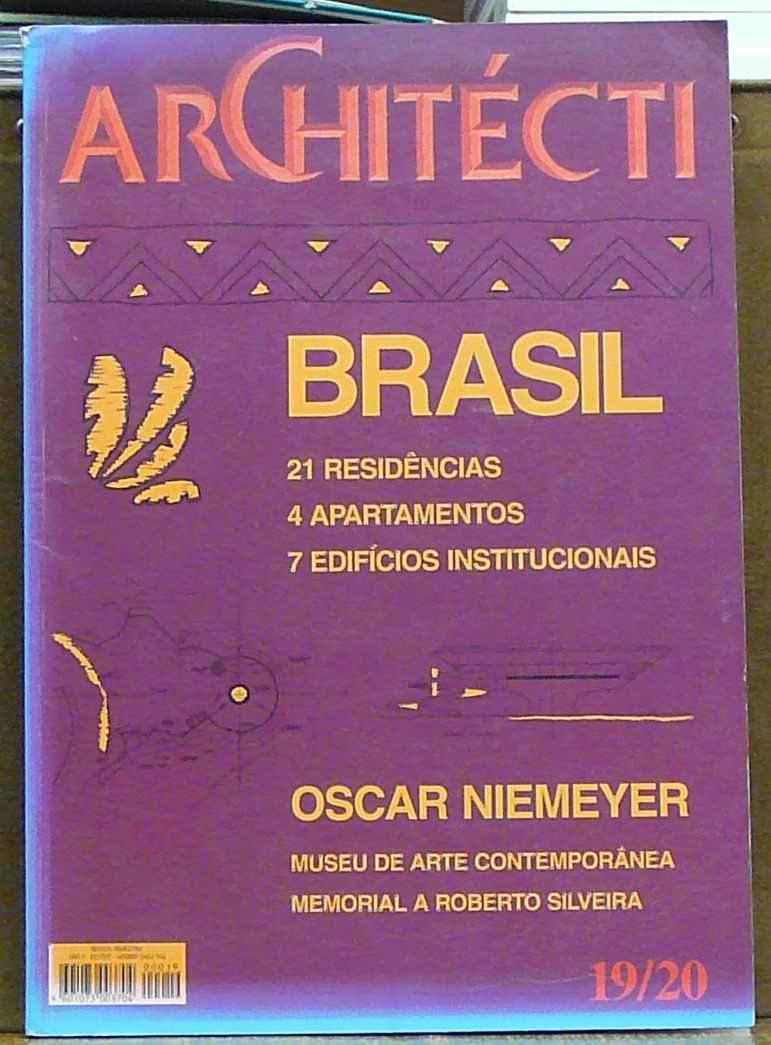 ARCHITÉCTI
BRASIL
21 RESIDÊNCIAS
4 APARTAMENTOS
7 EDIFÍCIOS INSTITUCIONAIS
OSCAR NIEMEYER
MUSEU DE ARTE CONTEMPORÂNEA
MEMORIAL A ROBERTO SILVEIRA
00019
19/20